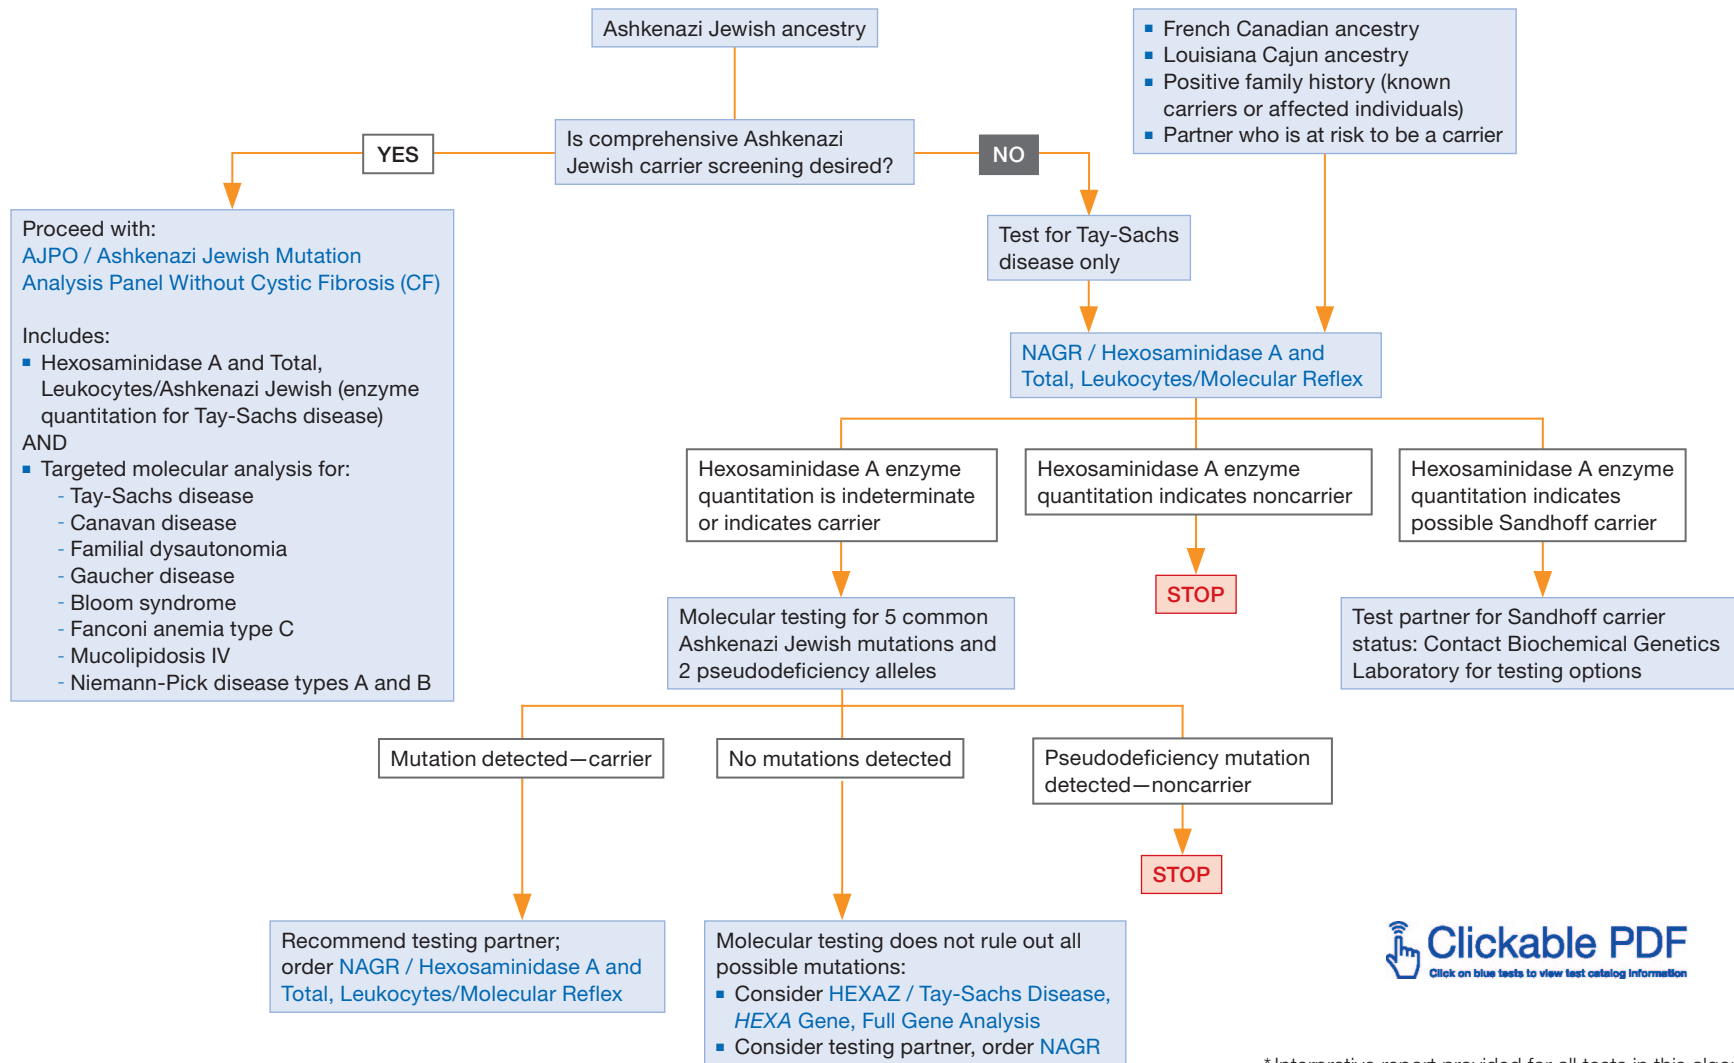 Ashkenazi Jewish ancestry
▪ French Canadian ancestry
▪ Louisiana Cajun ancestry
▪ Positive family history (known
carriers or affected individuals)
▪ Partner who is at risk to be a carrier
Is comprehensive Ashkenazi
Jewish carrier screening desired?
YES
NO
Proceed with:
AJPO / Ashkenazi Jewish Mutation
Analysis Panel Without Cystic Fibrosis (CF)
Includes:
▪ Hexosaminidase A and Total,
Leukocytes/Ashkenazi Jewish (enzyme
quantitation for Tay-Sachs disease)
AND
▪ Targeted molecular analysis for:
- Tay-Sachs disease
- Canavan disease
- Familial dysautonomia
- Gaucher disease
- Bloom syndrome
- Fanconi anemia type C
- Mucolipidosis IV
- Niemann-Pick disease types A and B
Test for Tay-Sachs
disease only
NAGR / Hexosaminidase A and
Total, Leukocytes/Molecular Reflex
Hexosaminidase A enzyme
quantitation is indeterminate
or indicates carrier
Hexosaminidase A enzyme
quantitation indicates noncarrier
Hexosaminidase A enzyme
quantitation indicates
possible Sandhoff carrier
STOP
Molecular testing for 5 common
Ashkenazi Jewish mutations and
2 pseudodeficiency alleles
Test partner for Sandhoff carrier
status: Contact Biochemical Genetics
Laboratory for testing options
Mutation detected—carrier
No mutations detected
Pseudodeficiency mutation
detected—noncarrier
STOP
Recommend testing partner;
order NAGR / Hexosaminidase A and
Total, Leukocytes/Molecular Reflex
Molecular testing does not rule out all
possible mutations:
▪ Consider HEXAZ / Tay-Sachs Disease,
HEXA Gene, Full Gene Analysis
▪ Consider testing partner, order NAGR
Clickable PDF
Click on blue tests to view test catalog information